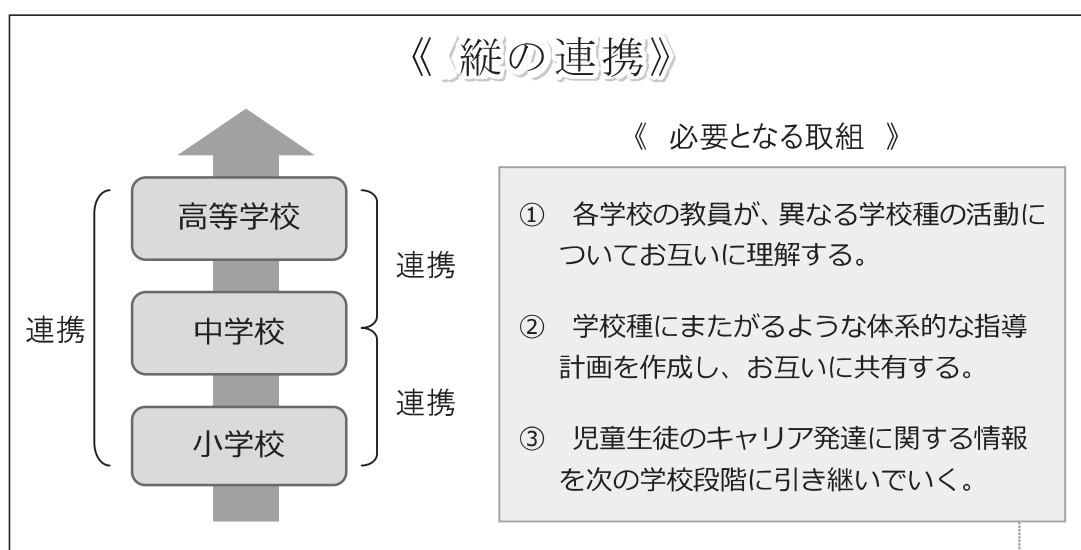 《 縦の連携》
高等学校
中学校
小学校
連携
連携
連携
《 必要となる取組 》
① 各学校の教員が、異なる学校種の活動に
ついてお互いに理解する。
② 学校種にまたがるような体系的な指導
計画を作成し、お互いに共有する。
③ 児童生徒のキャリア発達に関する情報
を次の学校段階に引き継いでいく。